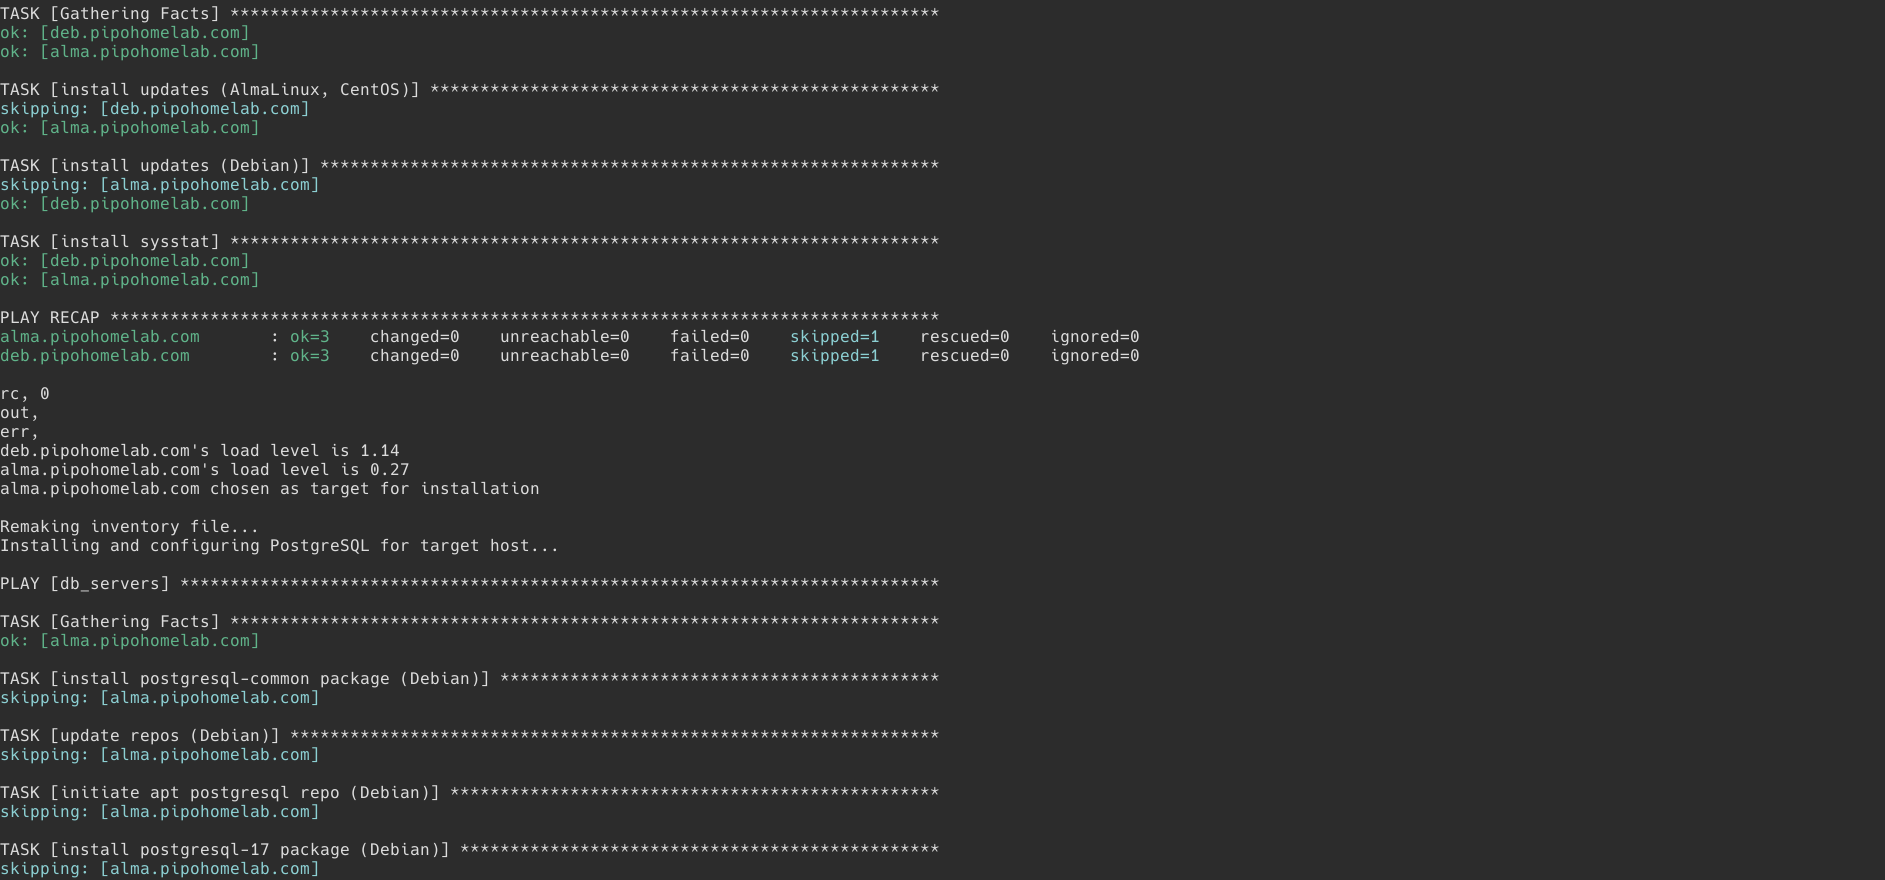 TASK [Gathering Facts] ***********************************************************************
ok: [deb.pipohomelab.com]
ok: [alma.pipohomelab.com]
TASK [install updates (AlmaLinux, CentOS)] ***************************************************
skipping: [deb.pipohomelab.com]
ok: [alma.pipohomelab.com]
TASK [install updates (Debian)] **************************************************************
skipping: [alma.pipohomelab.com]
ok: [deb.pipohomelab.com]
TASK [install sysstat] ***********************************************************************
ok: [deb.pipohomelab.com]
ok: [alma.pipohomelab.com]
PLAY RECAP ***********************************************************************************
alma.pipohomelab.com       : ok=3    changed=0    unreachable=0    failed=0    skipped=1    rescued=0    ignored=0
deb.pipohomelab.com        : ok=3    changed=0    unreachable=0    failed=0    skipped=1    rescued=0    ignored=0
rc, 0
out,
err,
deb.pipohomelab.com's load level is 1.14
alma.pipohomelab.com's load level is 0.27
alma.pipohomelab.com chosen as target for installation
Remaking inventory file...
Installing and configuring PostgreSQL for target host...
PLAY [db_servers] ****************************************************************************
TASK [Gathering Facts] ***********************************************************************
ok: [alma.pipohomelab.com]
TASK [install postgresql-common package (Debian)] ********************************************
skipping: [alma.pipohomelab.com]
TASK [update repos (Debian)] *****************************************************************
skipping: [alma.pipohomelab.com]
TASK [initiate apt postgresql repo (Debian)] *************************************************
skipping: [alma.pipohomelab.com]
TASK [install postgresql-17 package (Debian)] ************************************************
skipping: [alma.pipohomelab.com]